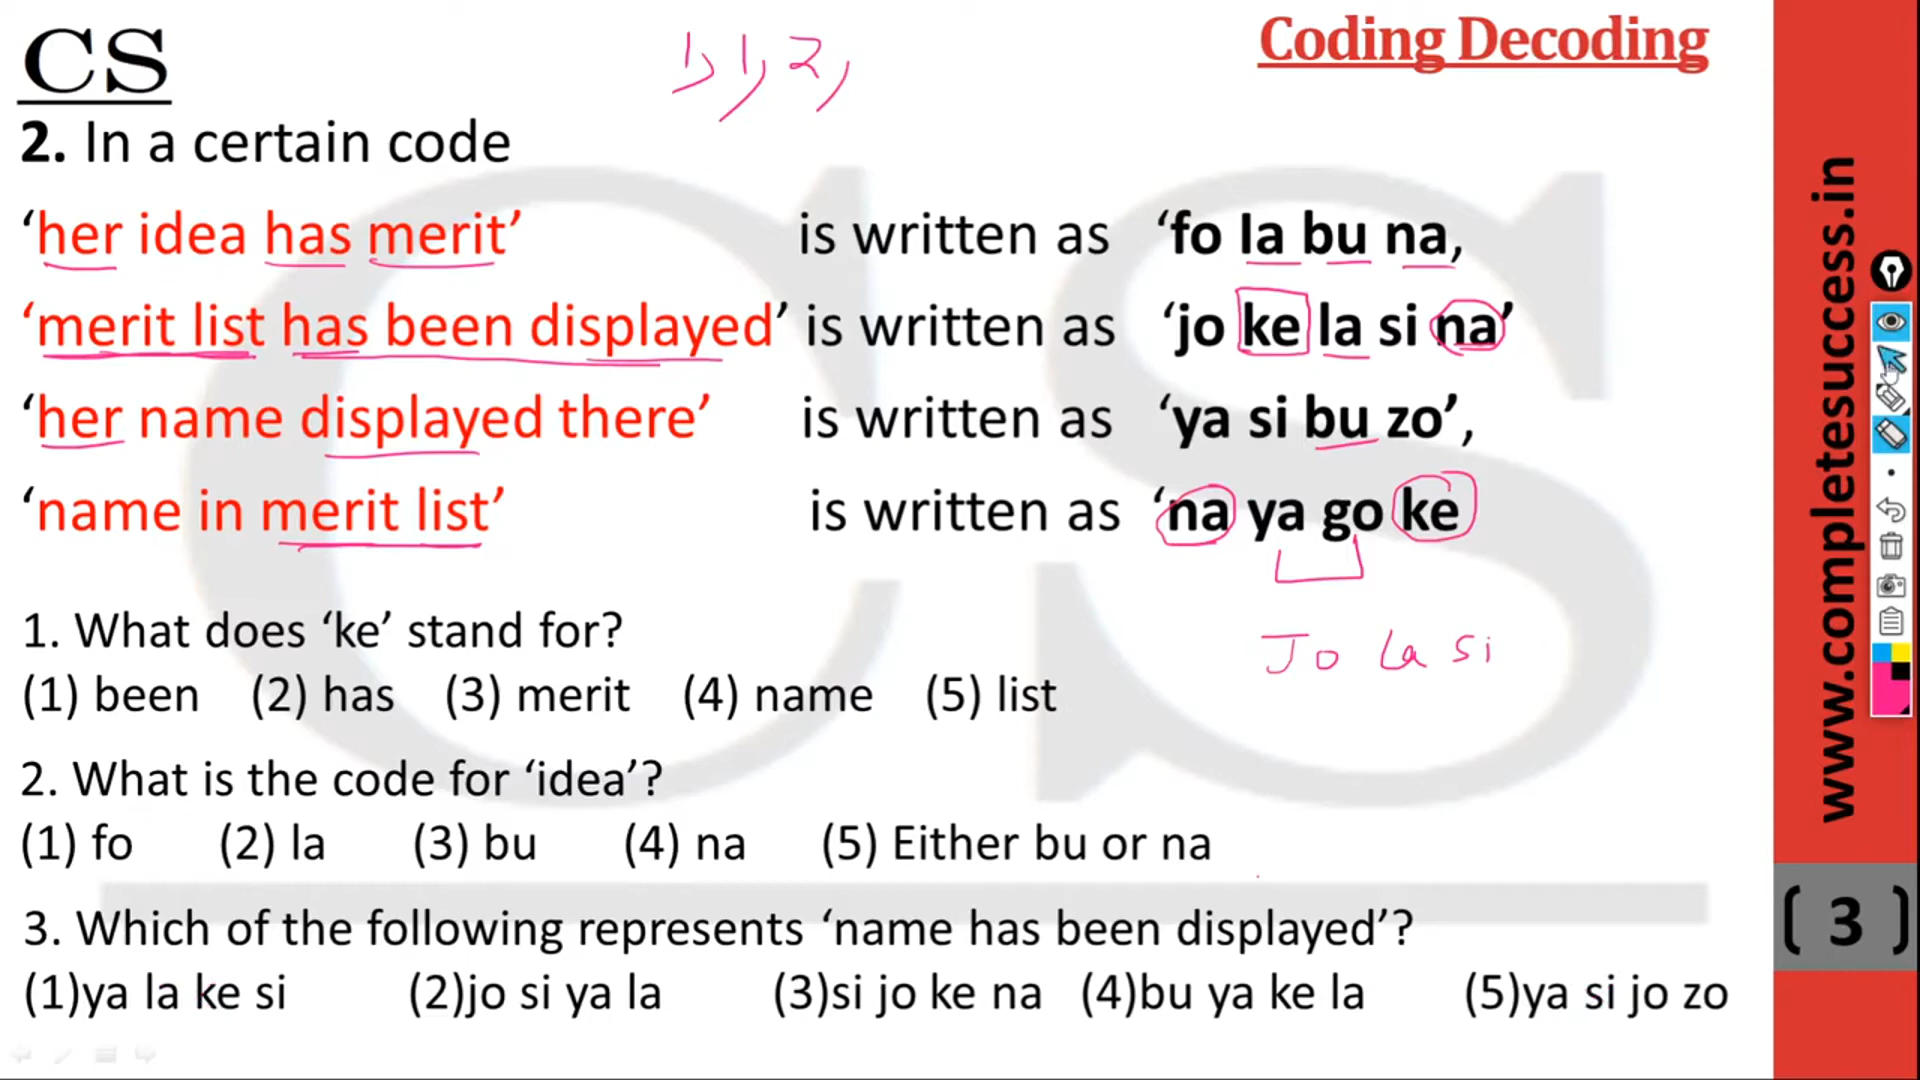 CS
1, 1, 2,
Coding Decoding
2. In a certain code
‘her idea has merit’ is written as ‘fo la bu na,
‘merit list has been displayed’ is written as ‘jo ke la si na’
‘her name displayed there’ is written as ‘ya si bu zo’,
‘name in merit list’ is written as ‘na ya go ke
Jo La si
1. What does ‘ke’ stand for?
(1) been (2) has (3) merit (4) name (5) list
2. What is the code for ‘idea’?
(1) fo (2) la (3) bu (4) na (5) Either bu or na
3. Which of the following represents ‘name has been displayed’?
(1)ya la ke si (2)jo si ya la (3)si jo ke na (4)bu ya ke la (5)ya si jo zo
www.completesuccess.in
( 3 )